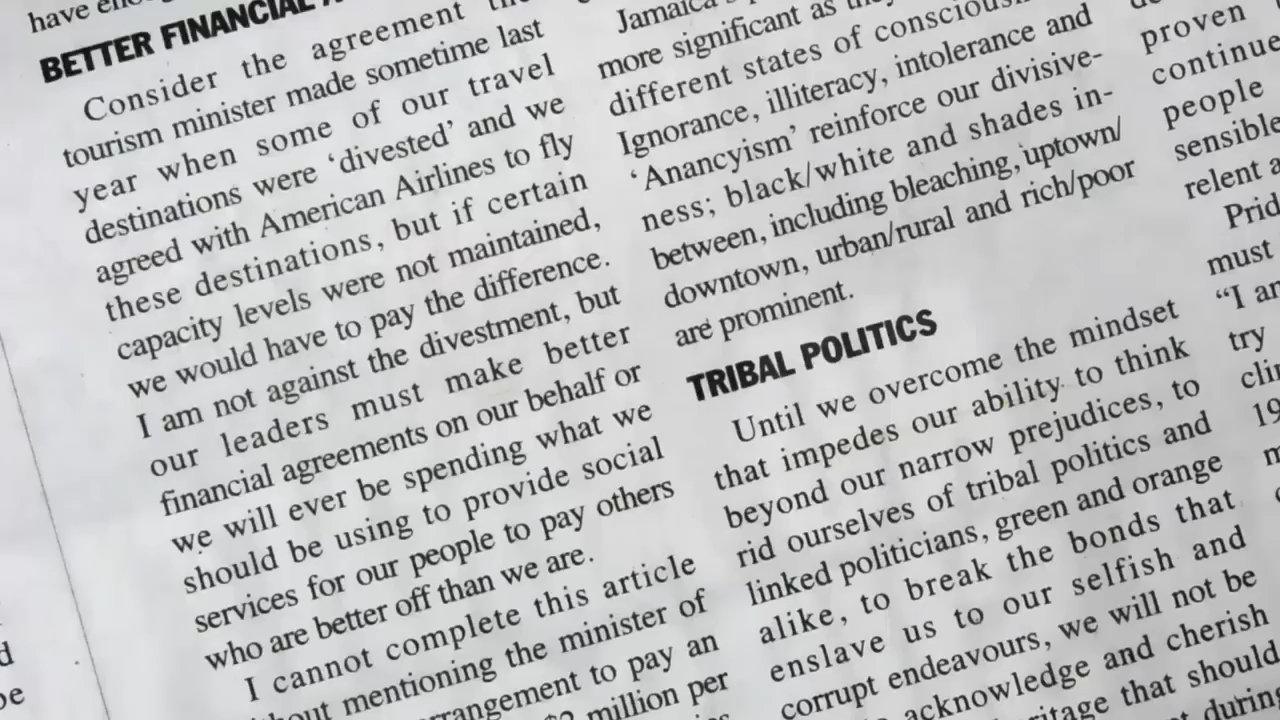 have
BETTER FINANCIAL
Consider the agreement
tourism minister made sometime last
year when some of our travel
destinations were ‘divested’ and we
agreed with American Airlines to fly
these destinations, but if certain
capacity levels were not maintained,
we would have to pay the difference.
I am not against the divestment, but
our leaders must make better
financial agreements on our behalf or
we will ever be spending what we
should be using to provide social
services for our people to pay others
who are better off than we are.
I cannot complete this article
mentioning the minister of
to pay an
million per
Jamaica's
more significant as they
different states of
Ignorance, illiteracy, intolerance and
‘Anancyism’ reinforce our divisive-
ness; black/white and shades in-
between, including bleaching, uptown/
downtown, urban/rural and rich/poor
are prominent.
TRIBAL POLITICS
Until we overcome the mindset
that impedes our ability to think
beyond our narrow prejudices, to
rid ourselves of tribal politics and
linked politicians, green and orange
alike, to break the bonds that
enslave us to our selfish and
corrupt endeavours, we will not be
acknowledge and cherish
that should
during
proven
continue
people
sensible
relent
must
“I
try